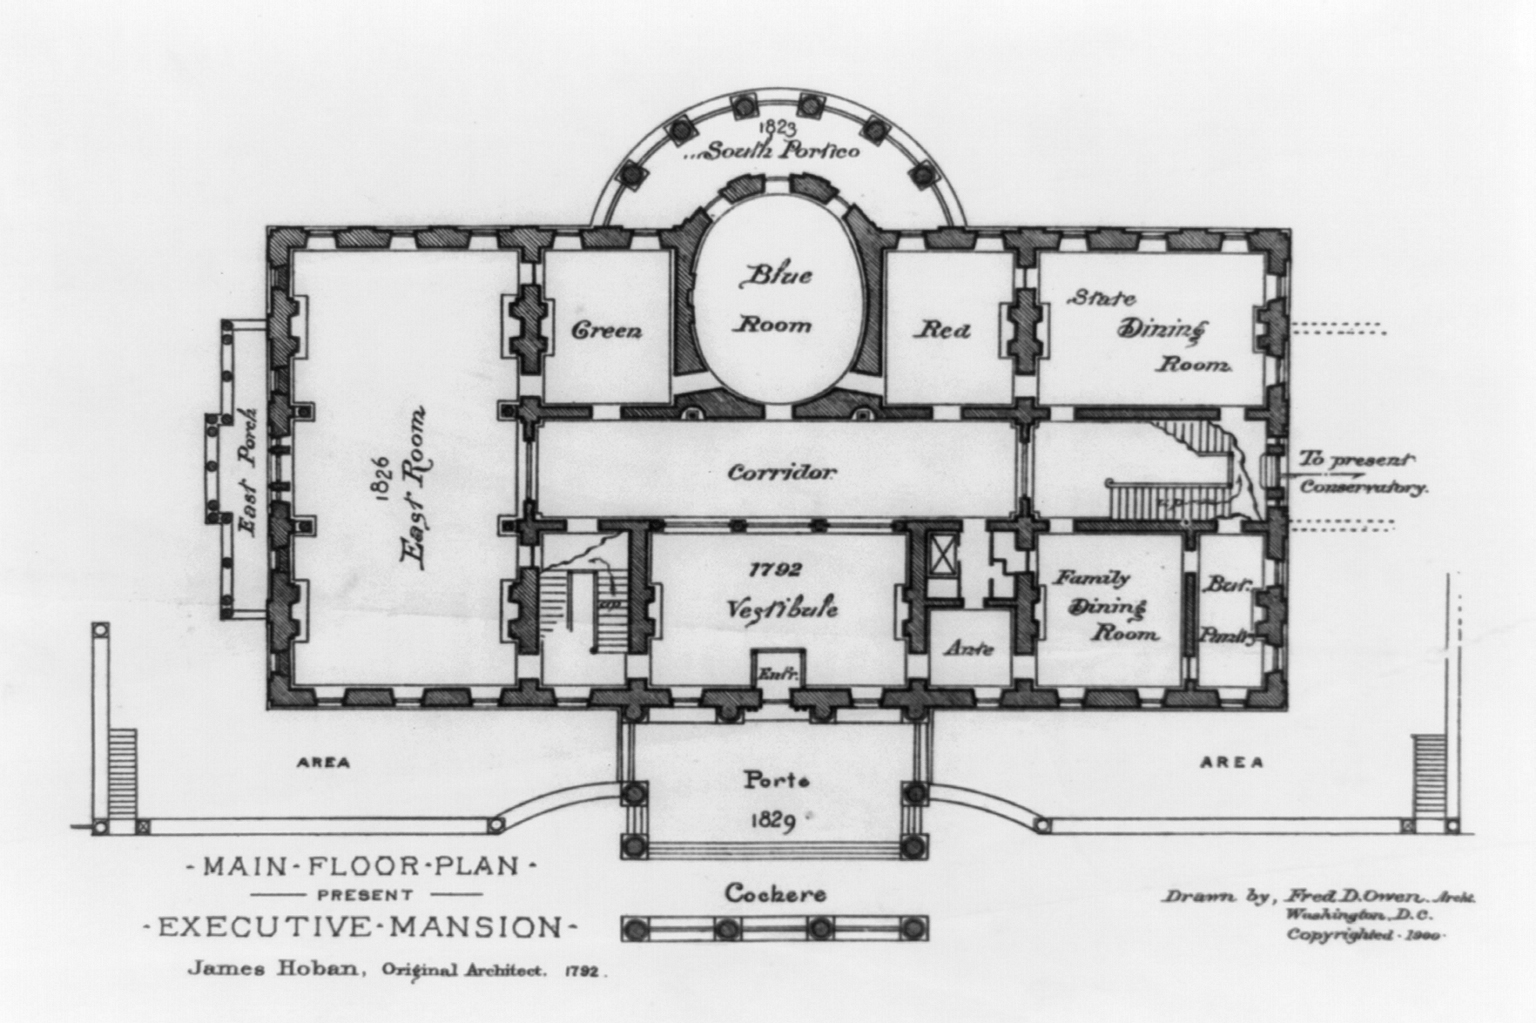 1823
South Portico
Blue
Room
Green
Red
State
Dining
Room
1826
East Room
East Porch
Corridor
To present
Conservatory.
up
up
1792
Vestibule
Entr.
Ante
Family
Dining
Room
But.
Pantry
AREA
AREA
Porte
1829
Cochere
- MAIN - FLOOR - PLAN -
PRESENT
- EXECUTIVE - MANSION -
James Hoban, Original Architect. 1792.
Drawn by, Fred D. Owen. Archt.
Washington, D.C.
Copyrighted - 1900 -